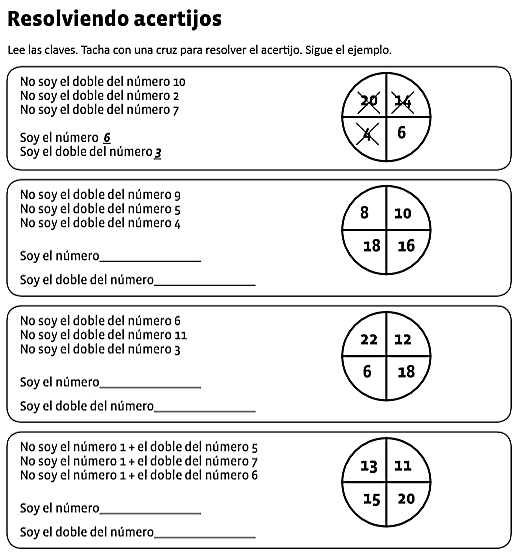 Resolviendo acertijos
Lee las claves. Tacha con una cruz para resolver el acertijo. Sigue el ejemplo.
No soy el doble del número 10
No soy el doble del número 2
No soy el doble del número 7
Soy el número 6
Soy el doble del número 3
20 14
4 6
No soy el doble del número 9
No soy el doble del número 5
No soy el doble del número 4
Soy el número_______________
Soy el doble del número_______________
8 10
18 16
No soy el doble del número 6
No soy el doble del número 11
No soy el doble del número 3
Soy el número_______________
Soy el doble del número_______________
22 12
6 18
No soy el número 1 + el doble del número 5
No soy el número 1 + el doble del número 7
No soy el número 1 + el doble del número 6
Soy el número_______________
Soy el doble del número_______________
13 11
15 20